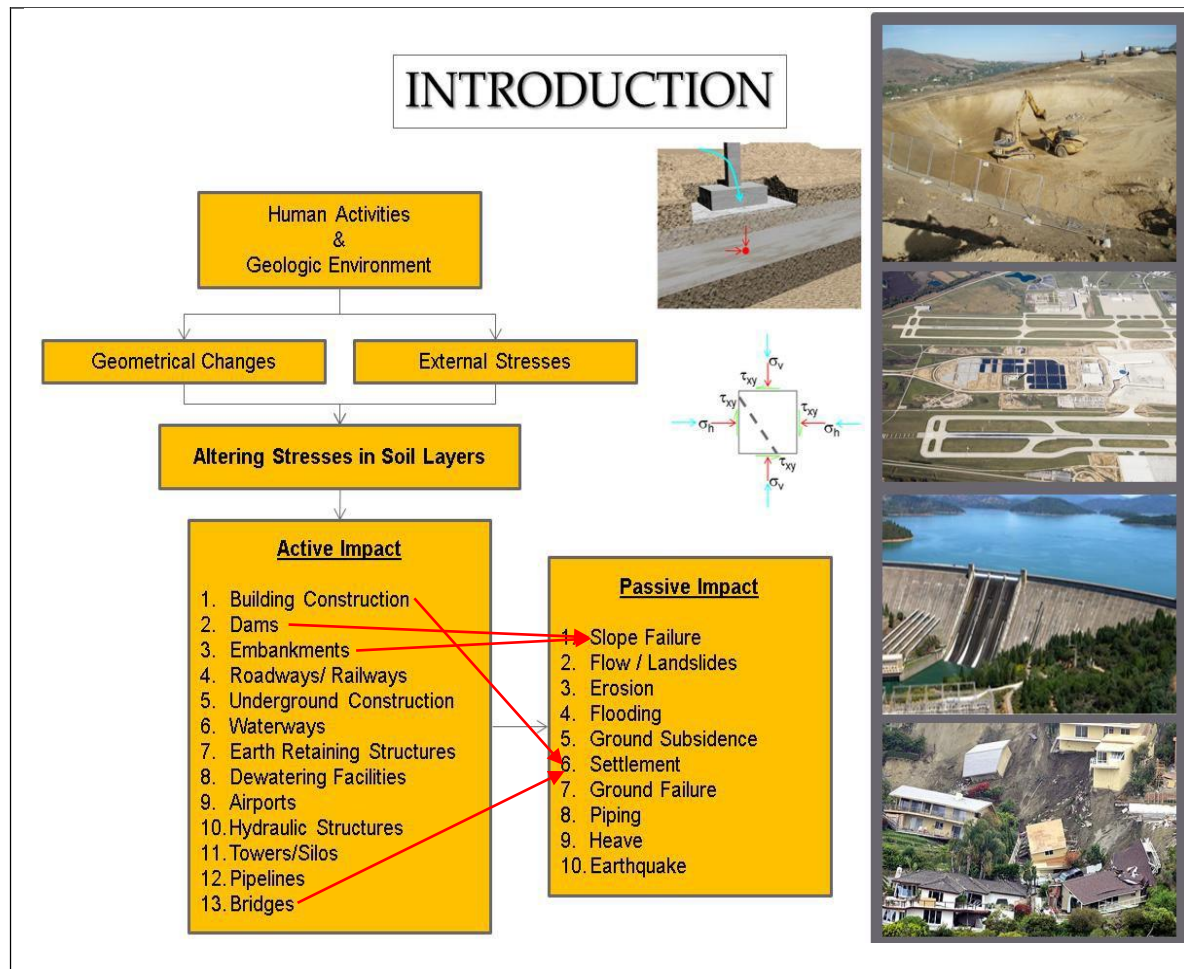 INTRODUCTION
Human Activities
&
Geologic Environment
Geometrical Changes
External Stresses
Altering Stresses in Soil Layers
Active Impact
1. Building Construction
2. Dams
3. Embankments
4. Roadways/ Railways
5. Underground Construction
6. Waterways
7. Earth Retaining Structures
8. Dewatering Facilities
9. Airports
10. Hydraulic Structures
11. Towers/Silos
12. Pipelines
13. Bridges
Passive Impact
1. Slope Failure
2. Flow / Landslides
3. Erosion
4. Flooding
5. Ground Subsidence
6. Settlement
7. Ground Failure
8. Piping
9. Heave
10. Earthquake
σv
τxy
τxy
τxy
σh
σh
τxy
σv